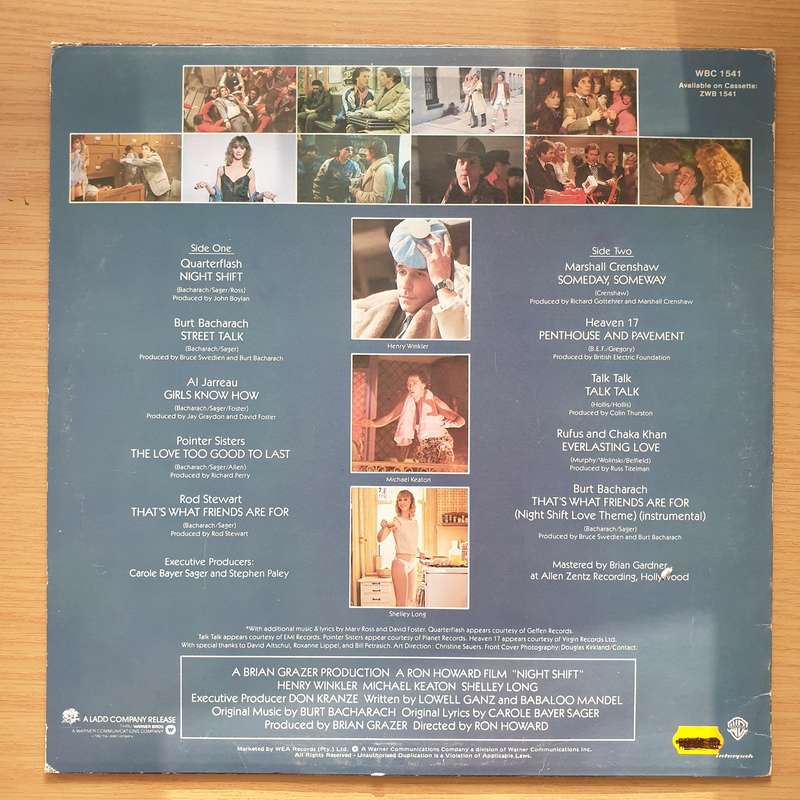 WBC 1541
Available on Cassette:
ZWB 1541
Side One
Quarterflash
NIGHT SHIFT
(Bacharach/Sager/Ross)
Produced by John Boylan
Burt Bacharach
STREET TALK
(Bacharach/Sager)
Produced by Bruce Swedien and Burt Bacharach
Al Jarreau
GIRLS KNOW HOW
(Bacharach/Sager/Foster)
Produced by Jay Graydon and David Foster
Pointer Sisters
THE LOVE TOO GOOD TO LAST
(Bacharach/Sager/Allen)
Produced by Richard Perry
Rod Stewart
THAT'S WHAT FRIENDS ARE FOR
(Bacharach/Sager)
Produced by Rod Stewart
Executive Producers:
Carole Bayer Sager and Stephen Paley
Henry Winkler
Michael Keaton
Shelley Long
Side Two
Marshall Crenshaw
SOMEDAY, SOMEWAY
(Crenshaw)
Produced by Richard Gottehrer and Marshall Crenshaw
Heaven 17
PENTHOUSE AND PAVEMENT
(B.E.F./Gregory)
Produced by British Electric Foundation
Talk Talk
TALK TALK
(Hollis/Hollis)
Produced by Colin Thurston
Rufus and Chaka Khan
EVERLASTING LOVE
(Murphy/Wolinski/Belfield)
Produced by Russ Titelman
Burt Bacharach
THAT'S WHAT FRIENDS ARE FOR
(Night Shift Love Theme) (instrumental)
(Bacharach/Sager)
Produced by Bruce Swedien and Burt Bacharach
Mastered by Brian Gardner
at Allen Zentz Recording, Hollywood
*With additional music & lyrics by Marv Ross and David Foster. Quarterflash appears courtesy of Geffen Records.
Talk Talk appears courtesy of EMI Records. Pointer Sisters appear courtesy of Planet Records. Heaven 17 appears courtesy of Virgin Records Ltd.
With special thanks to David Altschul, Roxanne Lippel, and Bill Petrasich. Art Direction: Christine Sauers. Front Cover Photography: Douglas Kirkland/Contact.
A BRIAN GRAZER PRODUCTION A RON HOWARD FILM "NIGHT SHIFT"
HENRY WINKLER MICHAEL KEATON SHELLEY LONG
Executive Producer DON KRANZE Written by LOWELL GANZ and BABALOO MANDEL
Original Music by BURT BACHARACH Original Lyrics by CAROLE BAYER SAGER
Produced by BRIAN GRAZER Directed by RON HOWARD
A LADD COMPANY RELEASE
THRU WARNER BROS.
A WARNER COMMUNICATIONS COMPANY
Marketed by WEA Records (Pty.) Ltd. A Warner Communications Company a division of Warner Communications Inc.
All Rights Reserved - Unauthorised Duplication is a Violation of Applicable Laws.